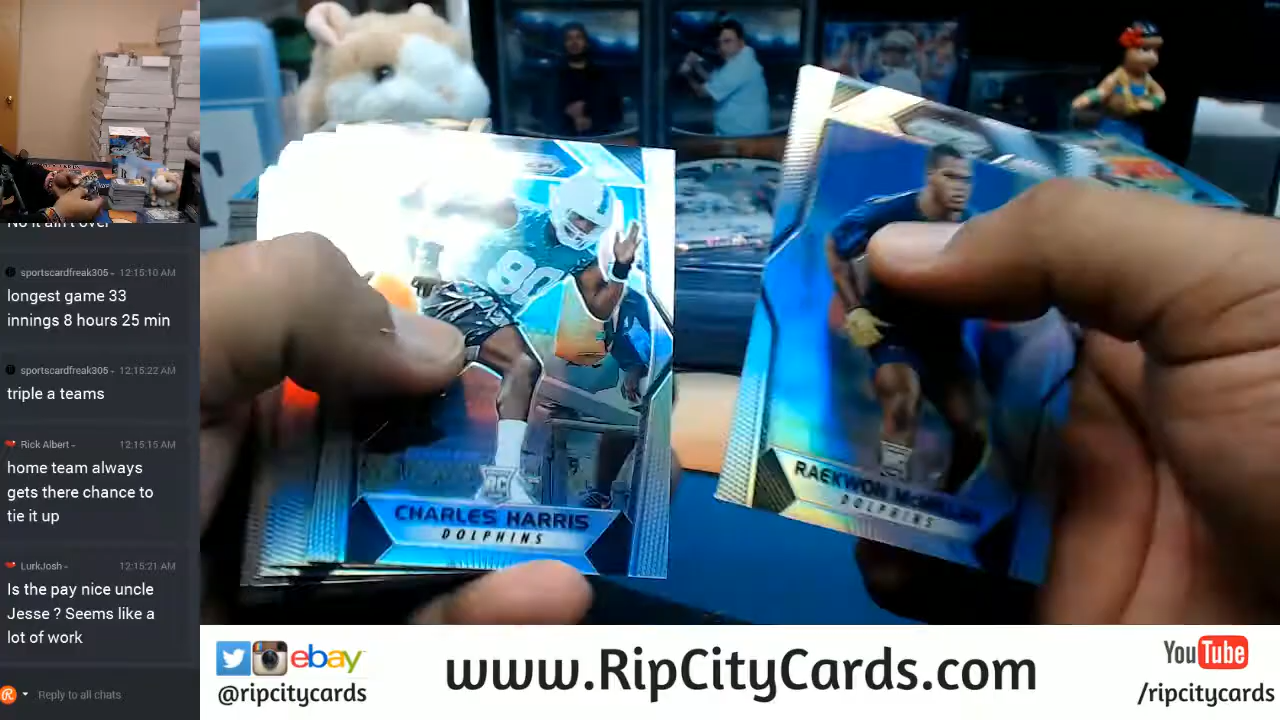 No it ain't over
sportscardfreak305 - 12:15:10 AM
longest game 33
innings 8 hours 25 min
sportscardfreak305 - 12:15:22 AM
triple a teams
Rick Albert - 12:15:15 AM
home team always
gets there chance to
tie it up
LurkJosh - 12:15:21 AM
Is the pay nice uncle
Jesse ? Seems like a
lot of work
Reply to all chats
90
RC
CHARLES HARRIS
DOLPHINS
RC
RAEKWON McMILLAN
DOLPHINS
ebay
@ripcitycards
www.RipCityCards.com
YouTube
/ripcitycards